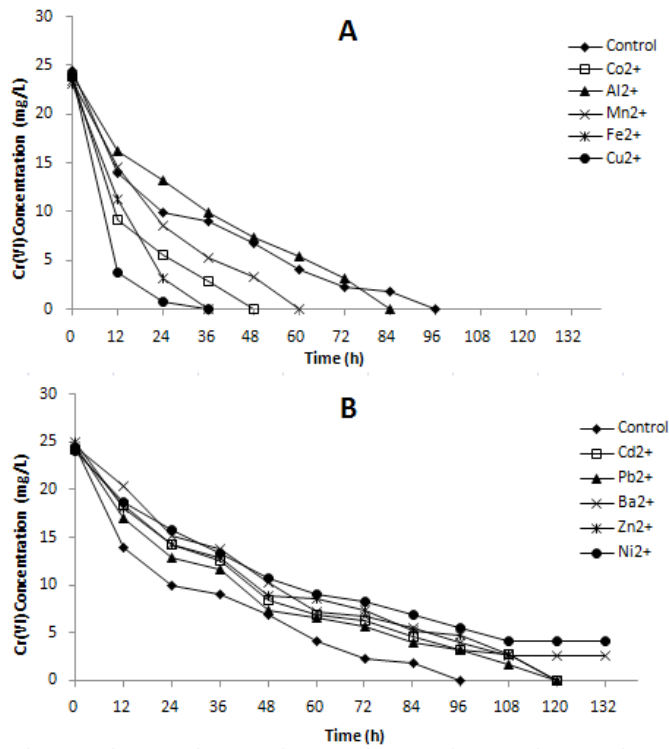 A
Cr(VI) Concentration (mg/L)
30
25
20
15
10
5
0
0 12 24 36 48 60 72 84 96 108 120 132
Time (h)
Control
Co2+
Al2+
Mn2+
Fe2+
Cu2+
B
Cr(VI) Concentration (mg/L)
30
25
20
15
10
5
0
0 12 24 36 48 60 72 84 96 108 120 132
Time (h)
Control
Cd2+
Pb2+
Ba2+
Zn2+
Ni2+